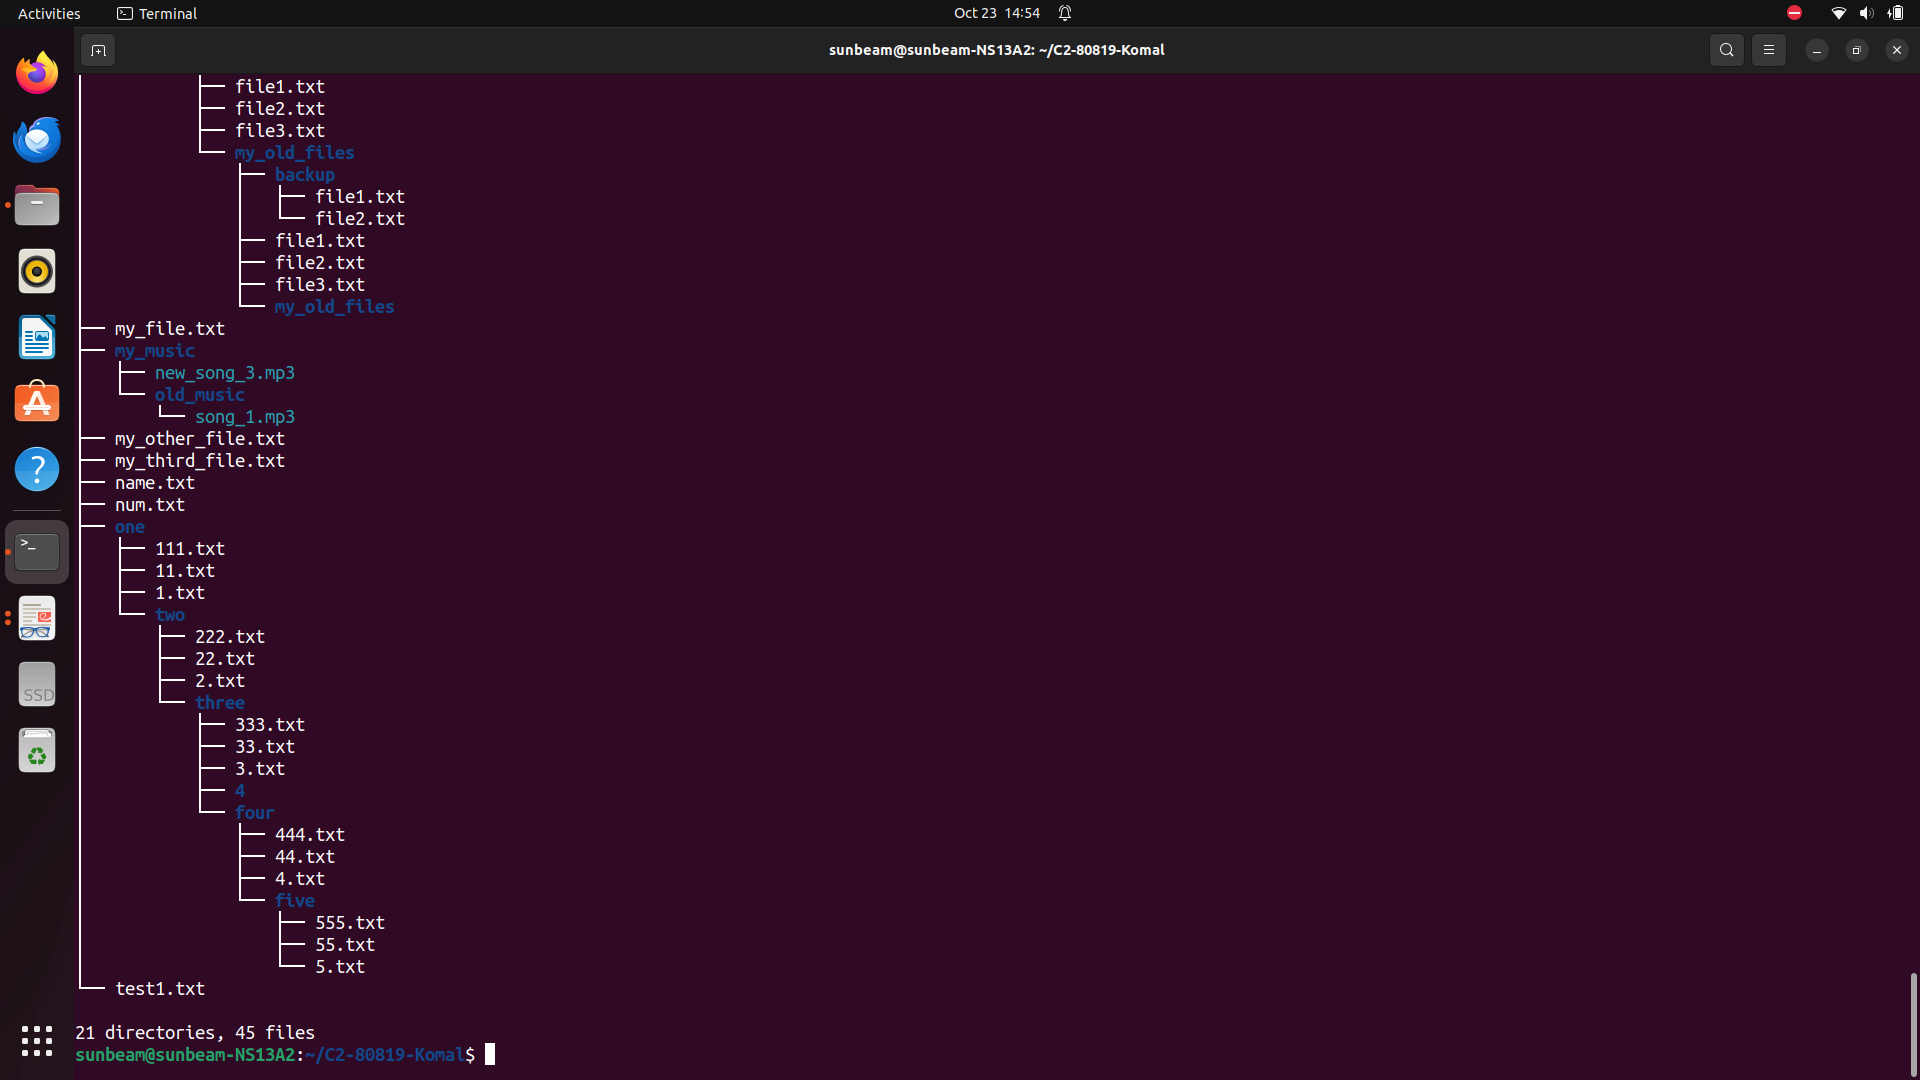 Activities Terminal Oct 23 14:54
sunbeam@sunbeam-NS13A2: ~/C2-80819-Komal
├── file1.txt
├── file2.txt
├── file3.txt
└── my_old_files
├── backup
│   ├── file1.txt
│   └── file2.txt
├── file1.txt
├── file2.txt
├── file3.txt
└── my_old_files
├── my_file.txt
├── my_music
│   ├── new_song_3.mp3
│   └── old_music
│       └── song_1.mp3
├── my_other_file.txt
├── my_third_file.txt
├── name.txt
├── num.txt
├── one
│   ├── 111.txt
│   ├── 11.txt
│   ├── 1.txt
│   └── two
│       ├── 222.txt
│       ├── 22.txt
│       ├── 2.txt
│       └── three
│           ├── 333.txt
│           ├── 33.txt
│           ├── 3.txt
│           ├── 4
│           └── four
│               ├── 444.txt
│               ├── 44.txt
│               ├── 4.txt
│               └── five
│                   ├── 555.txt
│                   ├── 55.txt
│                   └── 5.txt
└── test1.txt
21 directories, 45 files
sunbeam@sunbeam-NS13A2:~/C2-80819-Komal$
>_
SSD